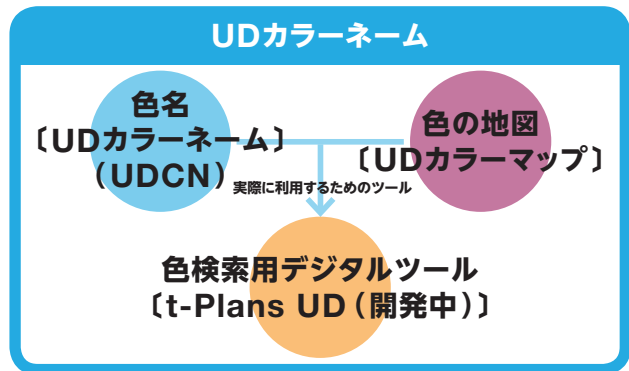 UDカラーネーム
色名
〔UDカラーネーム〕
（UDCN）
色の地図
〔UDカラーマップ〕
実際に利用するためのツール
色検索用デジタルツール
〔t-Plans UD（開発中）〕